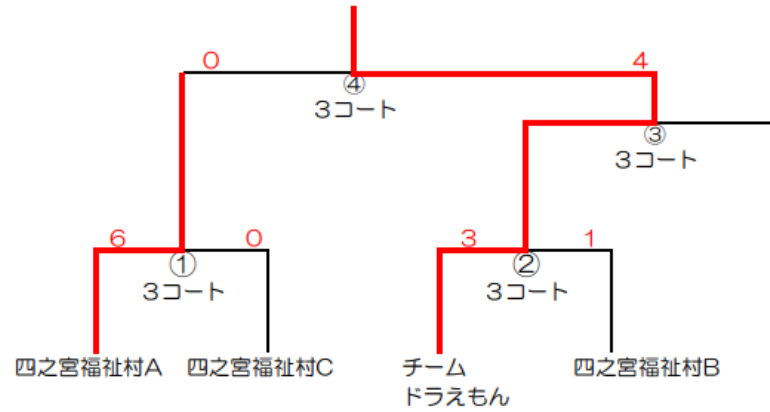 0
4
④
3コート
③
3コート
6
0
3
1
①
3コート
②
3コート
四之宮福祉村A
四之宮福祉村C
チーム
ドラえもん
四之宮福祉村B